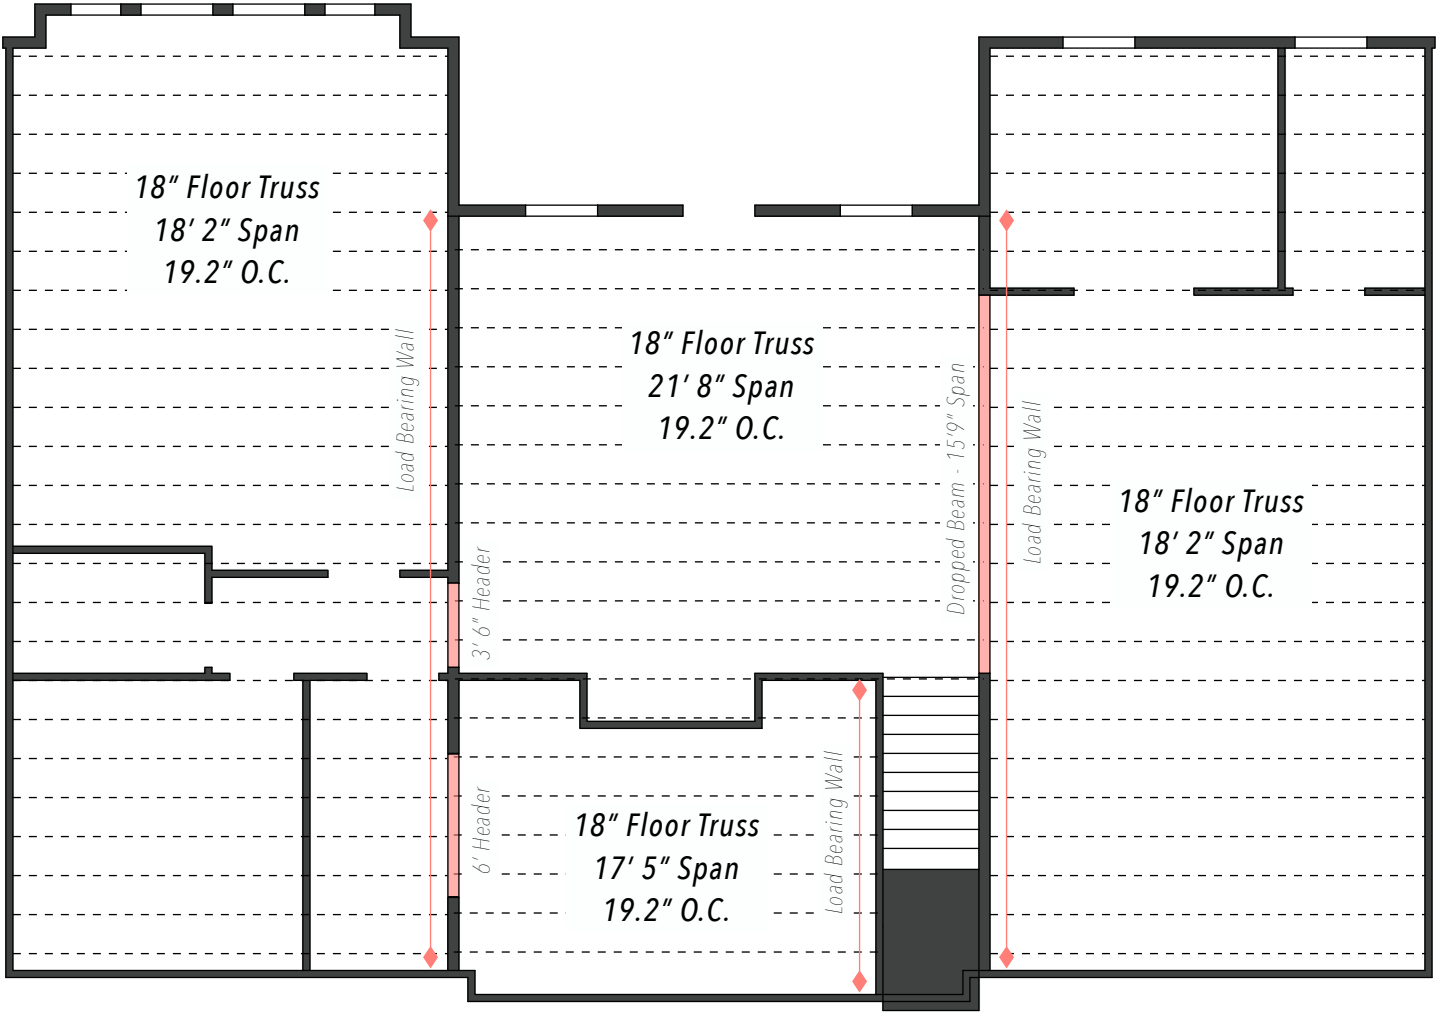 18" Floor Truss
18' 2" Span
19.2" O.C.
Load Bearing Wall
3' 6" Header
6' Header
18" Floor Truss
21' 8" Span
19.2" O.C.
Dropped Beam - 15'9" Span
Load Bearing Wall
18" Floor Truss
18' 2" Span
19.2" O.C.
18" Floor Truss
17' 5" Span
19.2" O.C.
Load Bearing Wall